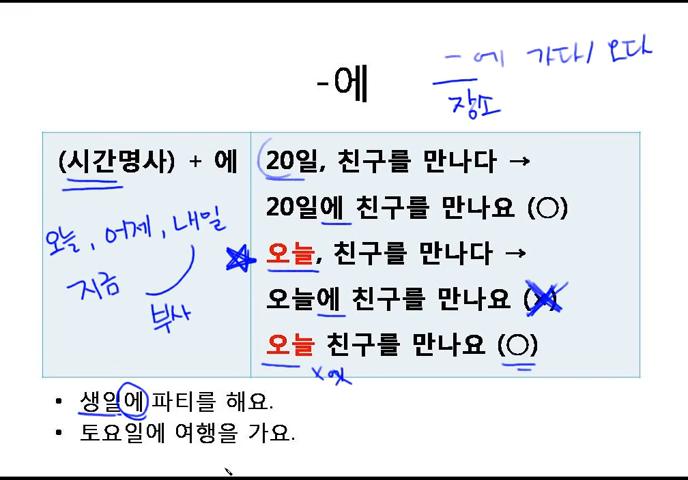 -에 가다/ 오다
장소
-에
(시간명사) + 에
오늘, 어제, 내일
지금
부사
20일, 친구를 만나다 →
20일에 친구를 만나요 (○)
오늘, 친구를 만나다 →
오늘에 친구를 만나요 (X)
오늘 친구를 만나요 (○)
x 에
• 생일에 파티를 해요.
• 토요일에 여행을 가요.